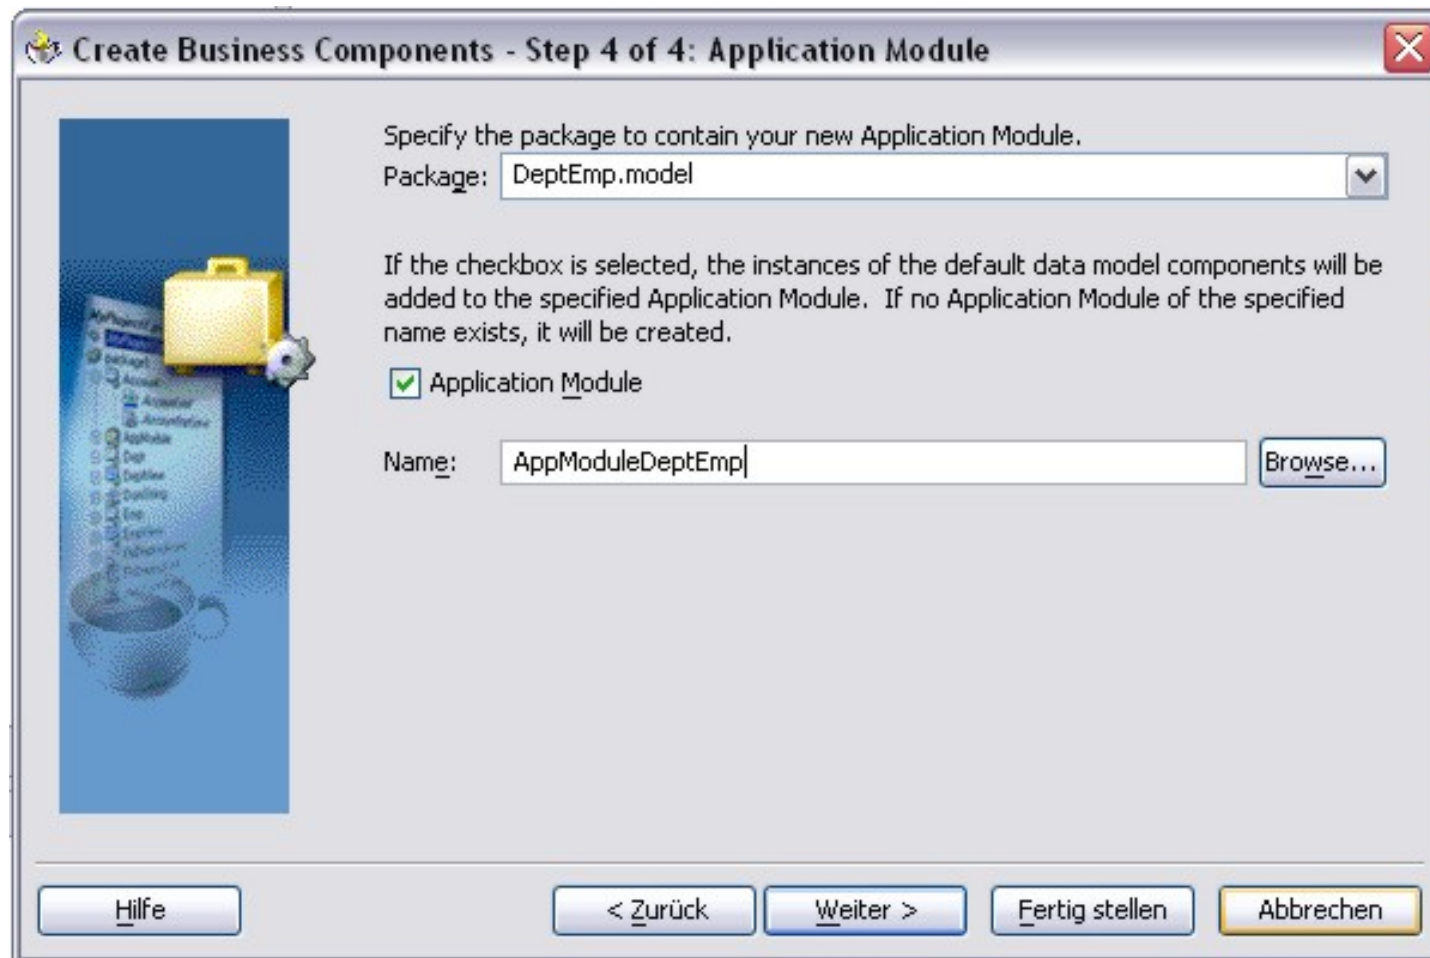 Create Business Components - Step 4 of 4: Application Module
Specify the package to contain your new Application Module.
Package: DeptEmp.model
If the checkbox is selected, the instances of the default data model components will be
added to the specified Application Module. If no Application Module of the specified
name exists, it will be created.
Application Module
Name: AppModuleDeptEmp Browse...
Hilfe < Zurück Weiter > Fertig stellen Abbrechen